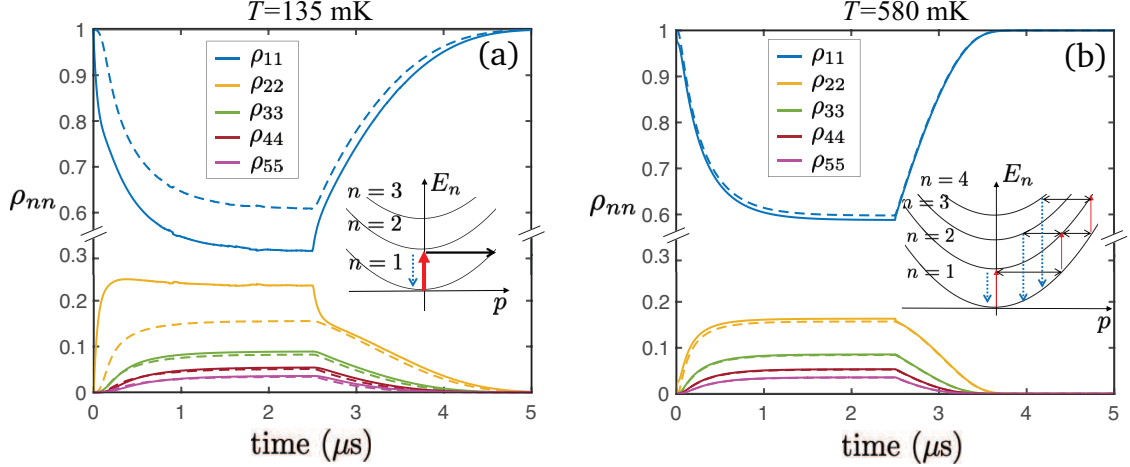 T=135 mK
(a)
ρ11
ρ22
ρ33
ρ44
ρ55
1
0.9
0.8
0.7
0.6
0.3
0.2
0.1
0
ρnn
0 1 2 3 4 5
time (μs)
En
n = 3
n = 2
n = 1
p
T=580 mK
(b)
ρ11
ρ22
ρ33
ρ44
ρ55
1
0.9
0.8
0.7
0.6
0.3
0.2
0.1
0
0 1 2 3 4 5
time (μs)
En
n = 4
n = 3
n = 2
n = 1
p